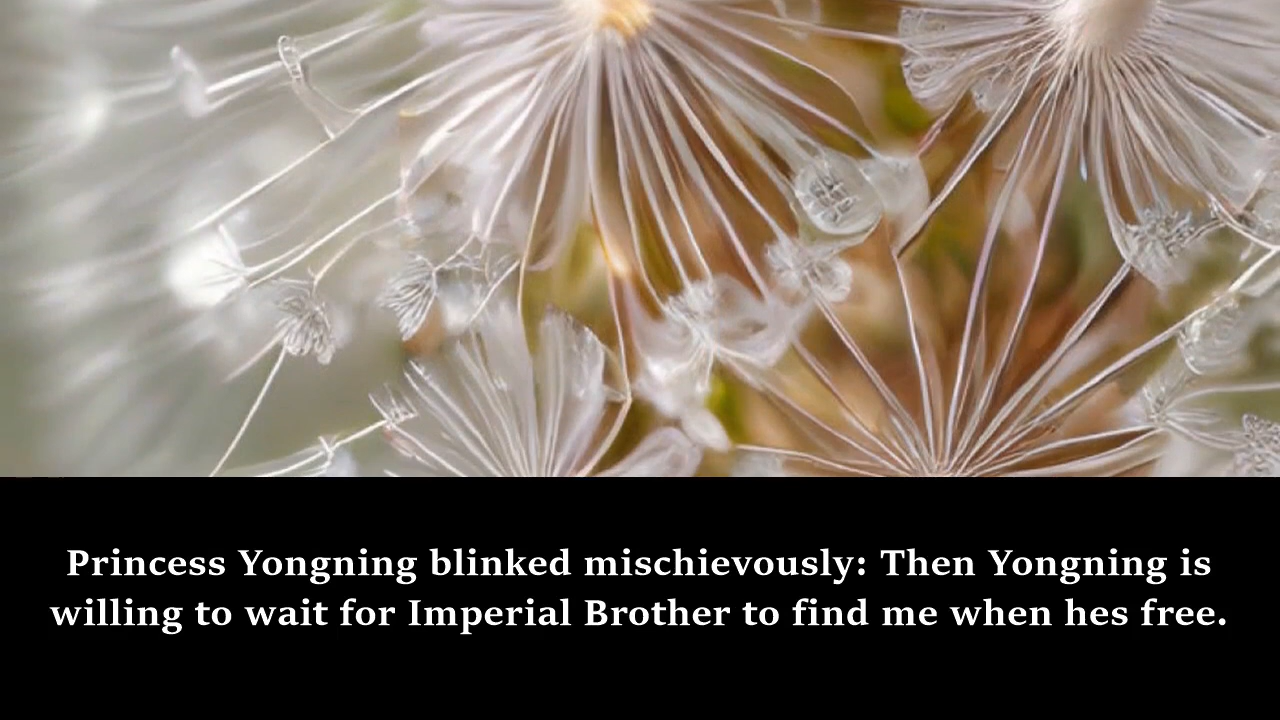 Princess Yongning blinked mischievously: Then Yongning is
willing to wait for Imperial Brother to find me when hes free.